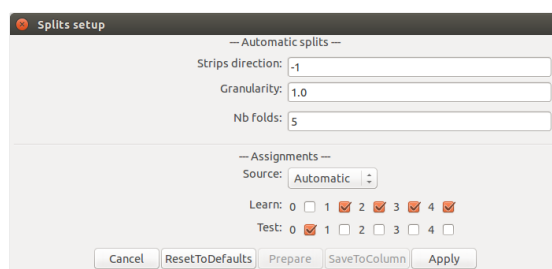 Splits setup
— Automatic splits —
Strips direction: -1
Granularity: 1.0
Nb folds: 5
— Assignments —
Source: Automatic
Learn: 0 1 2 3 4
Test: 0 1 2 3 4
Cancel ResetToDefaults Prepare SaveToColumn Apply